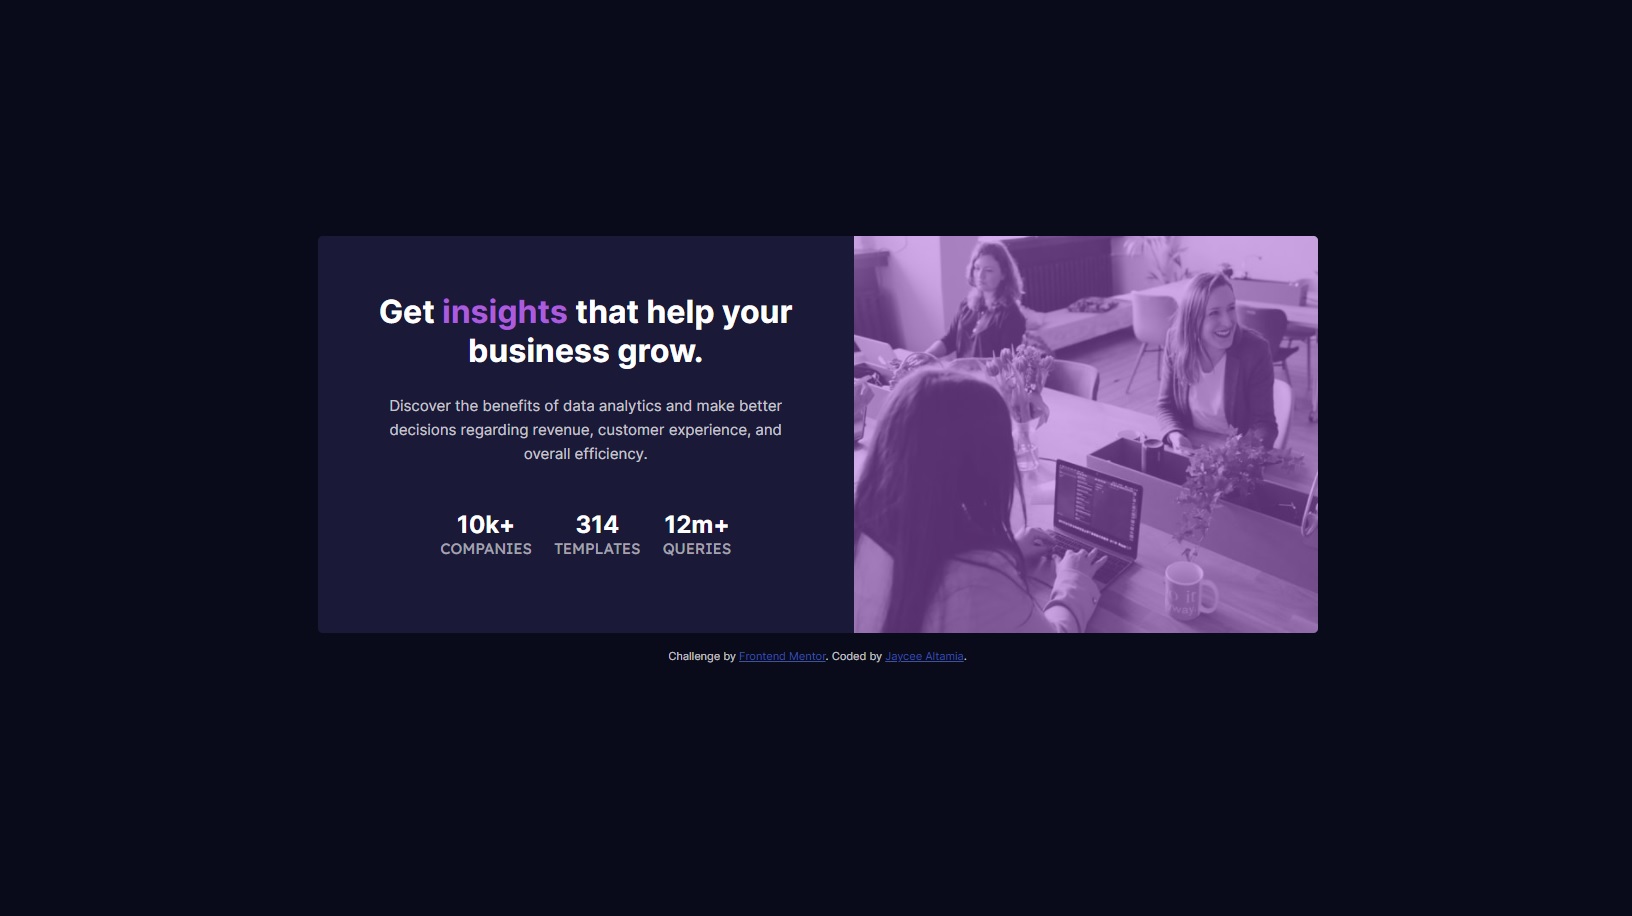 Get insights that help your
business grow.
Discover the benefits of data analytics and make better
decisions regarding revenue, customer experience, and
overall efficiency.
10k+ 314 12m+
COMPANIES TEMPLATES QUERIES
Challenge by Frontend Mentor. Coded by Jaycee Altamia.